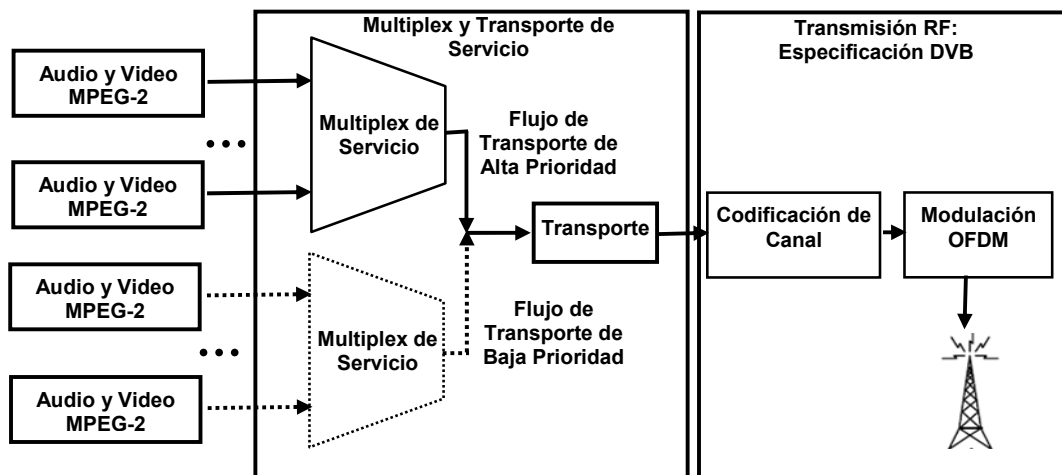 Multiplex y Transporte de
Servicio
Transmisión RF:
Especificación DVB
Audio y Video
MPEG-2
Audio y Video
MPEG-2
Audio y Video
MPEG-2
Audio y Video
MPEG-2
Multiplex de
Servicio
Flujo de
Transporte de
Alta Prioridad
Transporte
Multiplex de
Servicio
Flujo de
Transporte de
Baja Prioridad
Codificación de
Canal
Modulación
OFDM